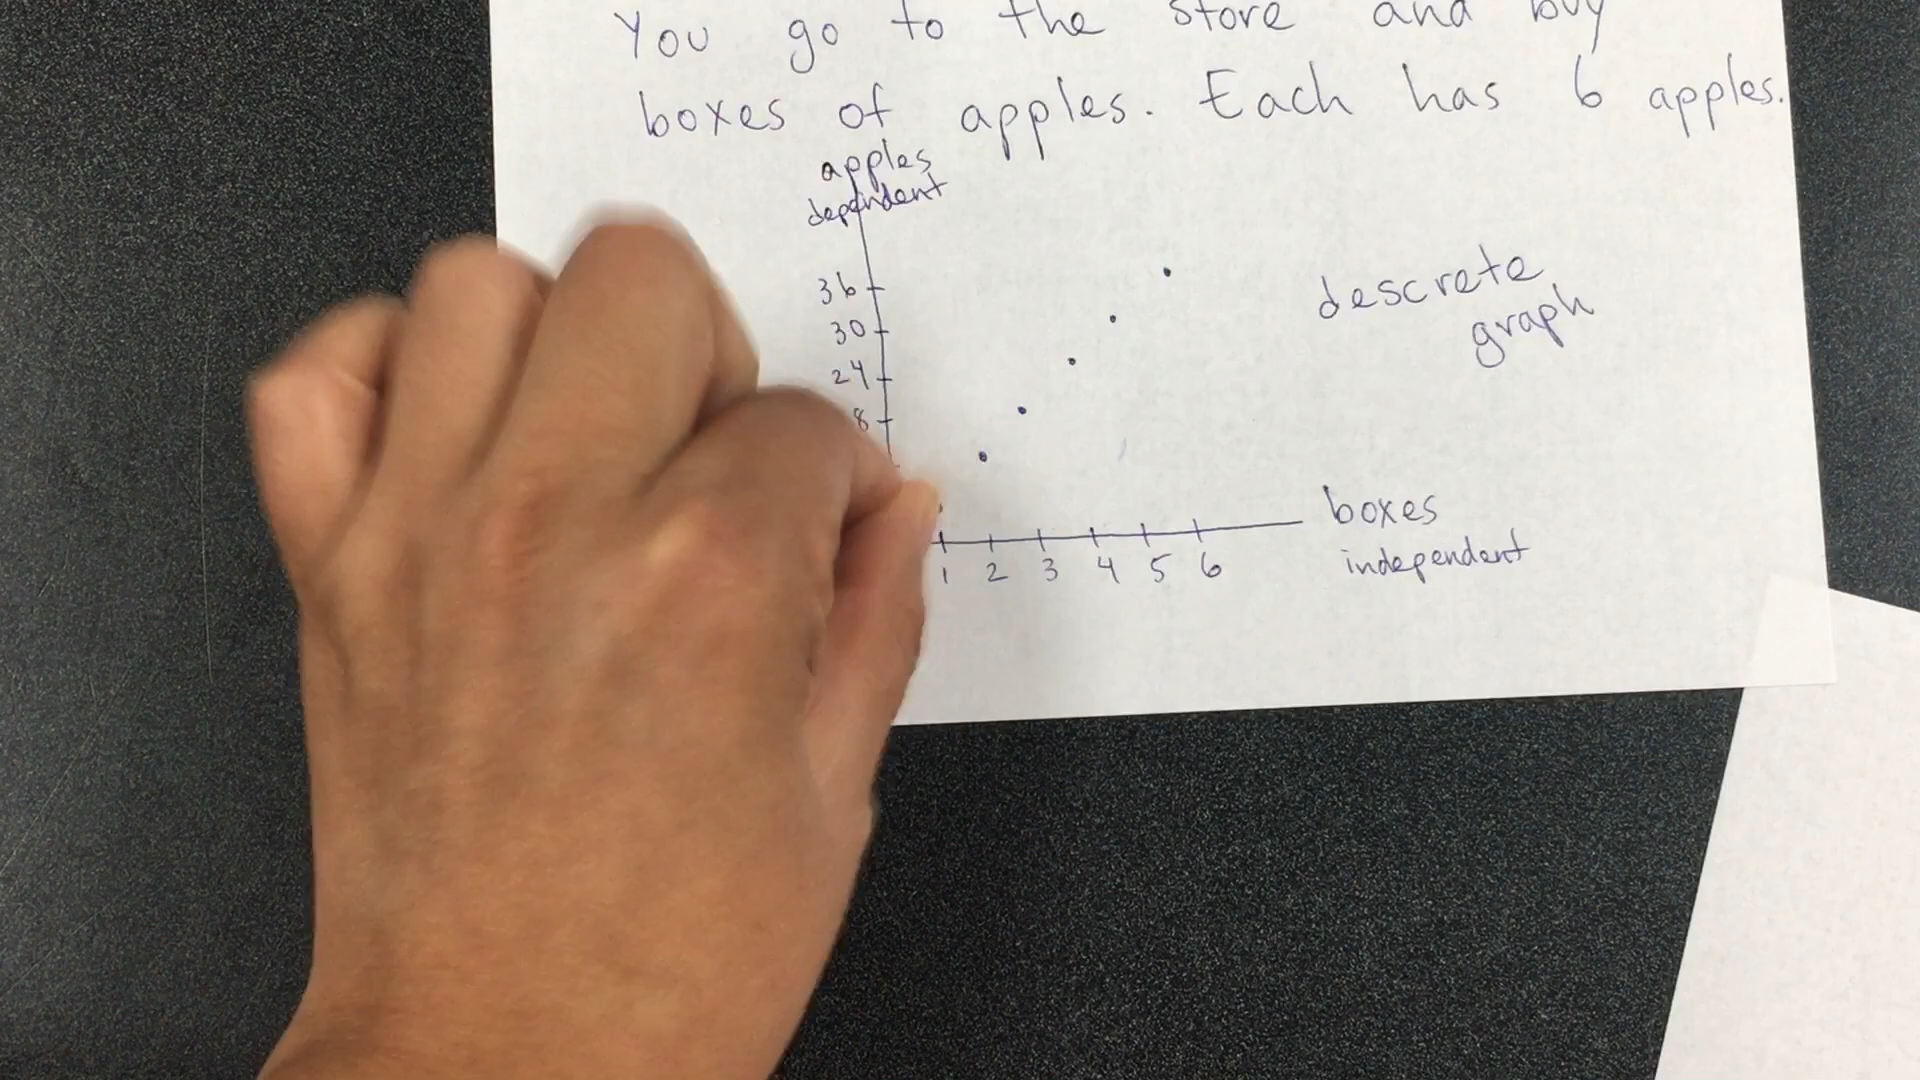 You go to the store and buy
boxes of apples. Each has 6 apples.
apples
dependent
36
30
24
8
descrete
graph
boxes
independent
1 2 3 4 5 6